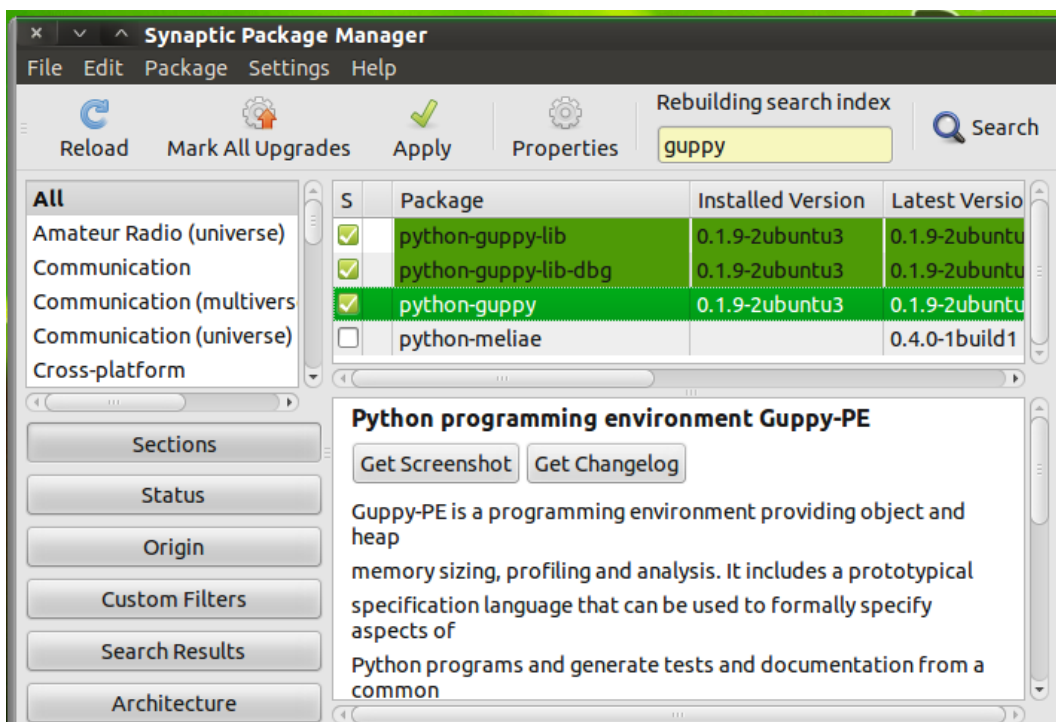 Synaptic Package Manager
File Edit Package Settings Help
Rebuilding search index
Reload Mark All Upgrades Apply Properties guppy Search
All
Amateur Radio (universe)
Communication
Communication (multivers
Communication (universe)
Cross-platform
S Package Installed Version Latest Versio
python-guppy-lib 0.1.9-2ubuntu3 0.1.9-2ubuntu
python-guppy-lib-dbg 0.1.9-2ubuntu3 0.1.9-2ubuntu
python-guppy 0.1.9-2ubuntu3 0.1.9-2ubuntu
python-meliae 0.4.0-1build1
Sections
Status
Origin
Custom Filters
Search Results
Architecture
Python programming environment Guppy-PE
Get Screenshot Get Changelog
Guppy-PE is a programming environment providing object and
heap
memory sizing, profiling and analysis. It includes a prototypical
specification language that can be used to formally specify
aspects of
Python programs and generate tests and documentation from a
common